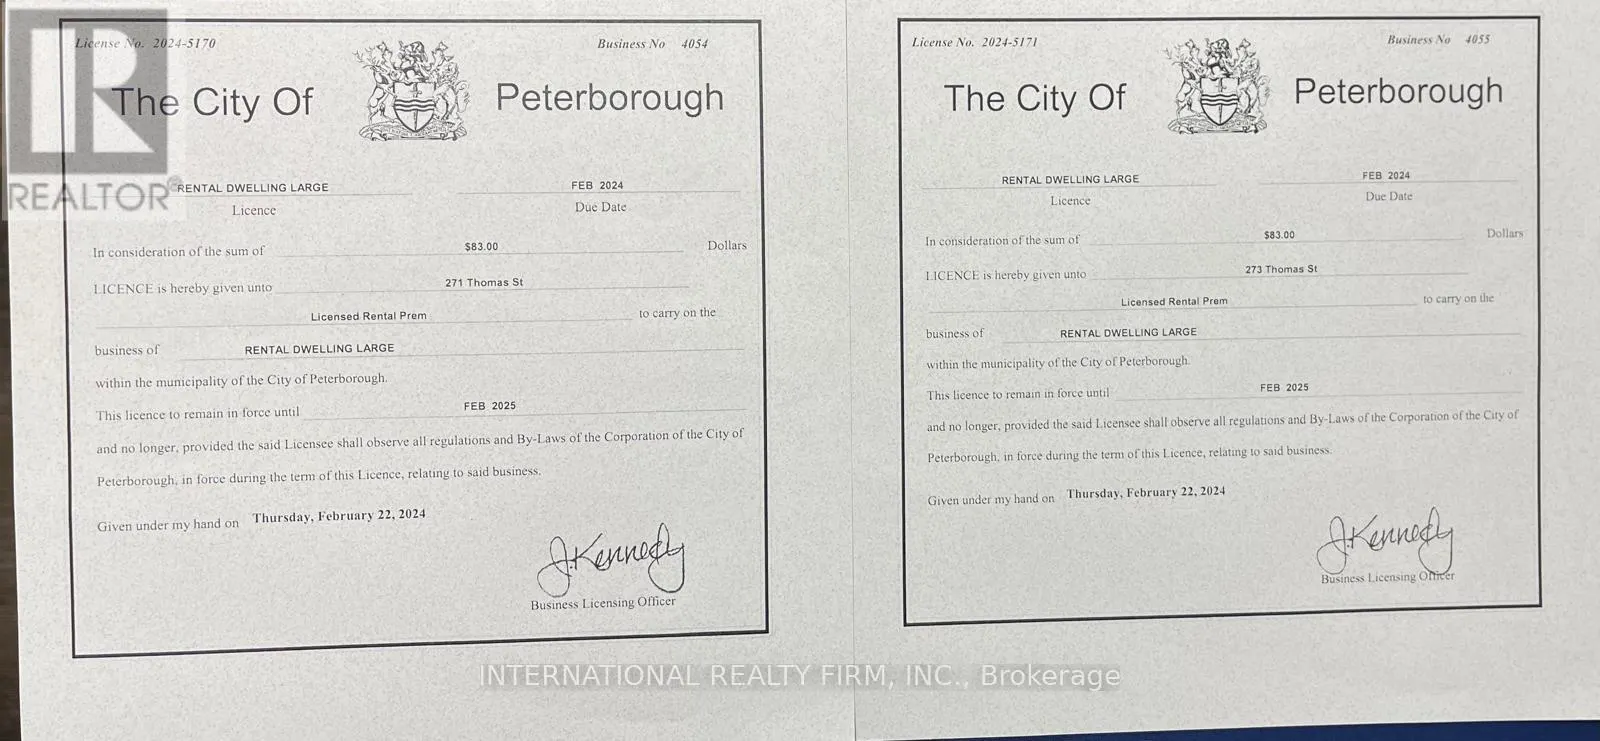 License No. 2024-5170
Business No 4054
The City Of Peterborough
RENTAL DWELLING LARGE
FEB 2024
Licence
Due Date
In consideration of the sum of $83.00 Dollars
LICENCE is hereby given unto 271 Thomas St
Licensed Rental Prem to carry on the
business of RENTAL DWELLING LARGE
within the municipality of the City of Peterborough.
This licence to remain in force until FEB 2025
and no longer, provided the said Licensee shall observe all regulations and By-Laws of the Corporation of the City of
Peterborough, in force during the term of this Licence, relating to said business.
Given under my hand on Thursday, February 22, 2024
J.Kennedy
Business Licensing Officer
License No. 2024-5171
Business No 4055
The City Of Peterborough
RENTAL DWELLING LARGE
FEB 2024
Licence
Due Date
In consideration of the sum of $83.00 Dollars
LICENCE is hereby given unto 273 Thomas St
Licensed Rental Prem to carry on the
business of RENTAL DWELLING LARGE
within the municipality of the City of Peterborough.
This licence to remain in force until FEB 2025
and no longer, provided the said Licensee shall observe all regulations and By-Laws of the Corporation of the City of
Peterborough, in force during the term of this Licence, relating to said business.
Given under my hand on Thursday, February 22, 2024
J.Kennedy
Business Licensing Officer
REALTOR®
INTERNATIONAL REALTY FIRM, INC., Brokerage